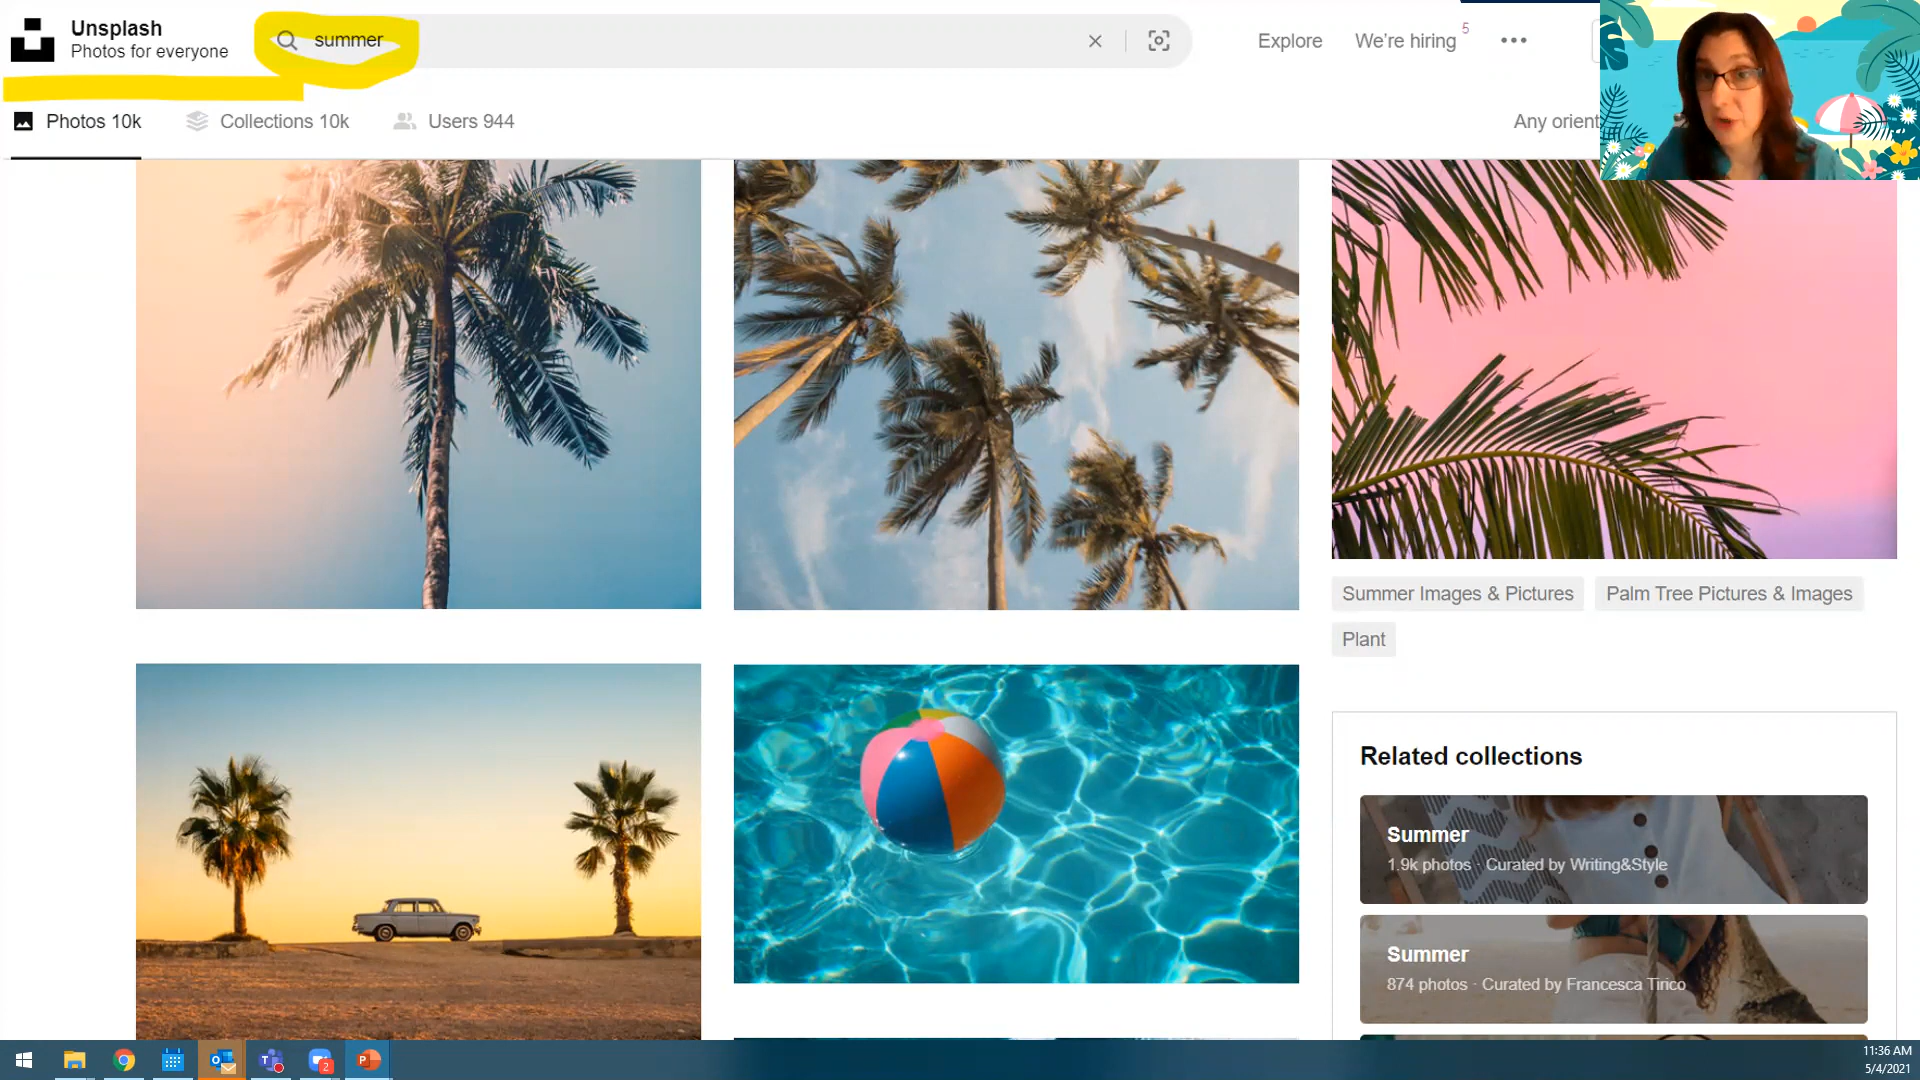 Unsplash
Photos for everyone
summer
Explore
We're hiring
5
Photos 10k
Collections 10k
Users 944
Any orient
Summer Images & Pictures
Palm Tree Pictures & Images
Plant
Related collections
Summer
1.9k photos · Curated by Writing&Style
Summer
874 photos · Curated by Francesca Tirico
2
11:36 AM
5/4/2021